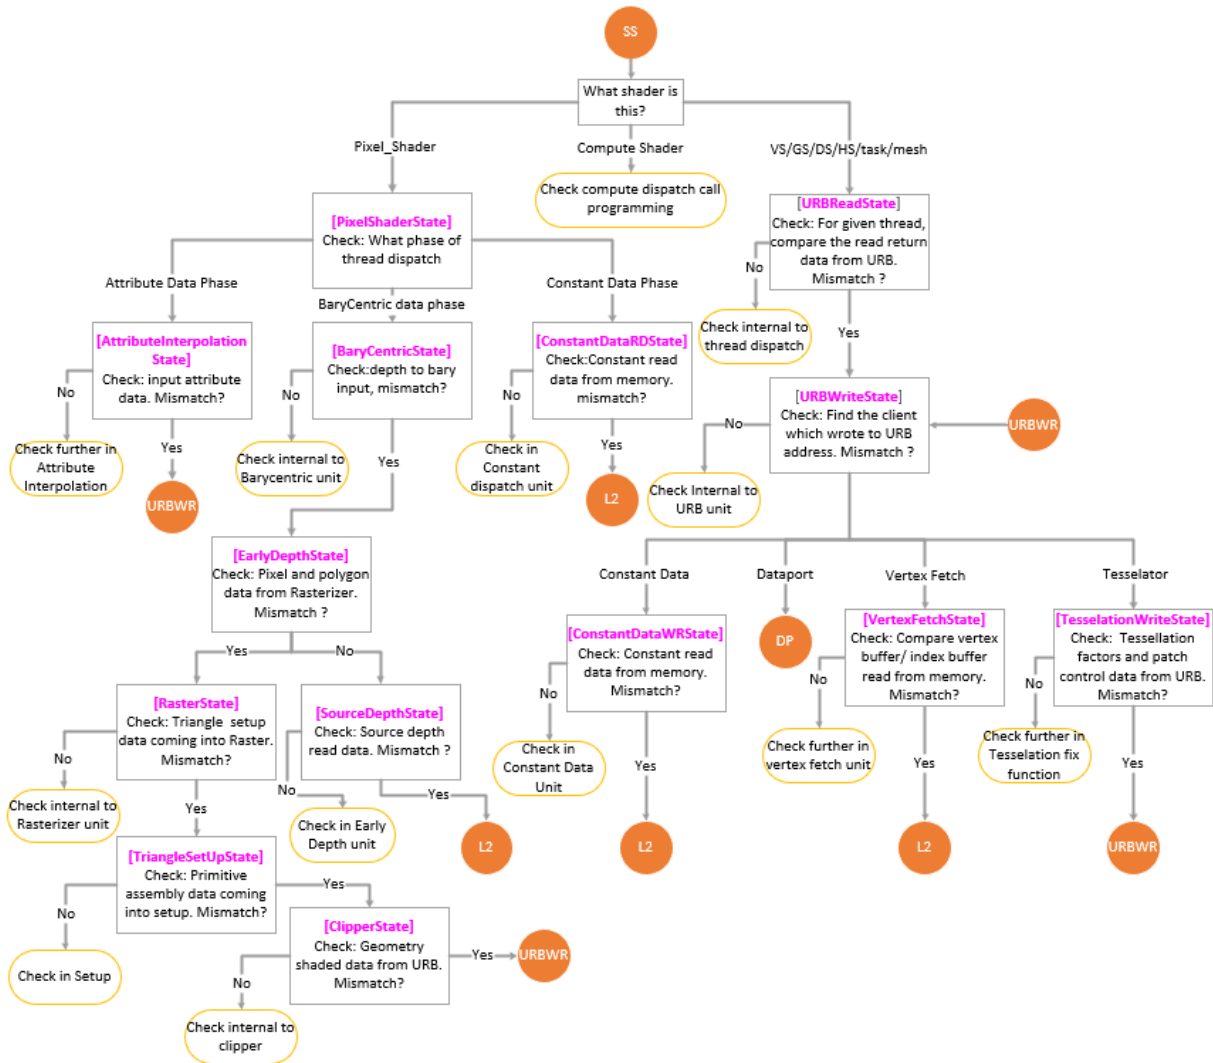 SS
What shader is
this?
Pixel_Shader
Compute Shader
VS/GS/DS/HS/task/mesh
Check compute dispatch call
programming
[PixelShaderState]
Check: What phase of
thread dispatch
[URBReadState]
Check: For given thread,
compare the read return
data from URB.
Mismatch ?
No
Yes
Check internal to
thread dispatch
Attribute Data Phase
BaryCentric data phase
Constant Data Phase
[AttributeInterpolation
State]
Check: input attribute
data. Mismatch?
No
Yes
Check further in
Attribute
Interpolation
URBWR
[BaryCentricState]
Check:depth to bary
input, mismatch?
No
Yes
Check internal to
Barycentric unit
[ConstantDataRDState]
Check:Constant read
data from memory.
mismatch?
No
Yes
Check in
Constant
dispatch unit
L2
[URBWriteState]
Check: Find the client
which wrote to URB
address. Mismatch ?
URBWR
No
Check Internal to
URB unit
[EarlyDepthState]
Check: Pixel and polygon
data from Rasterizer.
Mismatch ?
Yes
No
Constant Data
Dataport
Vertex Fetch
Tesselator
[RasterState]
Check: Triangle setup
data coming into Raster.
Mismatch?
No
Yes
Check internal to
Rasterizer unit
[SourceDepthState]
Check: Source depth
read data. Mismatch ?
No
Yes
Check in Early
Depth unit
L2
[ConstantDataWRState]
Check: Constant read
data from memory.
Mismatch?
No
Yes
Check in
Constant Data
Unit
L2
DP
[VertexFetchState]
Check: Compare vertex
buffer/ index buffer
read from memory.
Mismatch?
No
Yes
Check further in
vertex fetch unit
L2
[TesselationWriteState]
Check: Tessellation
factors and patch
control data from URB.
Mismatch?
No
Yes
Check further in
Tesselation fix
function
URBWR
[TriangleSetUpState]
Check: Primitive
assembly data coming
into setup. Mismatch?
No
Yes
Check in Setup
[ClipperState]
Check: Geometry
shaded data from URB.
Mismatch?
No
Yes
URBWR
Check internal to
clipper